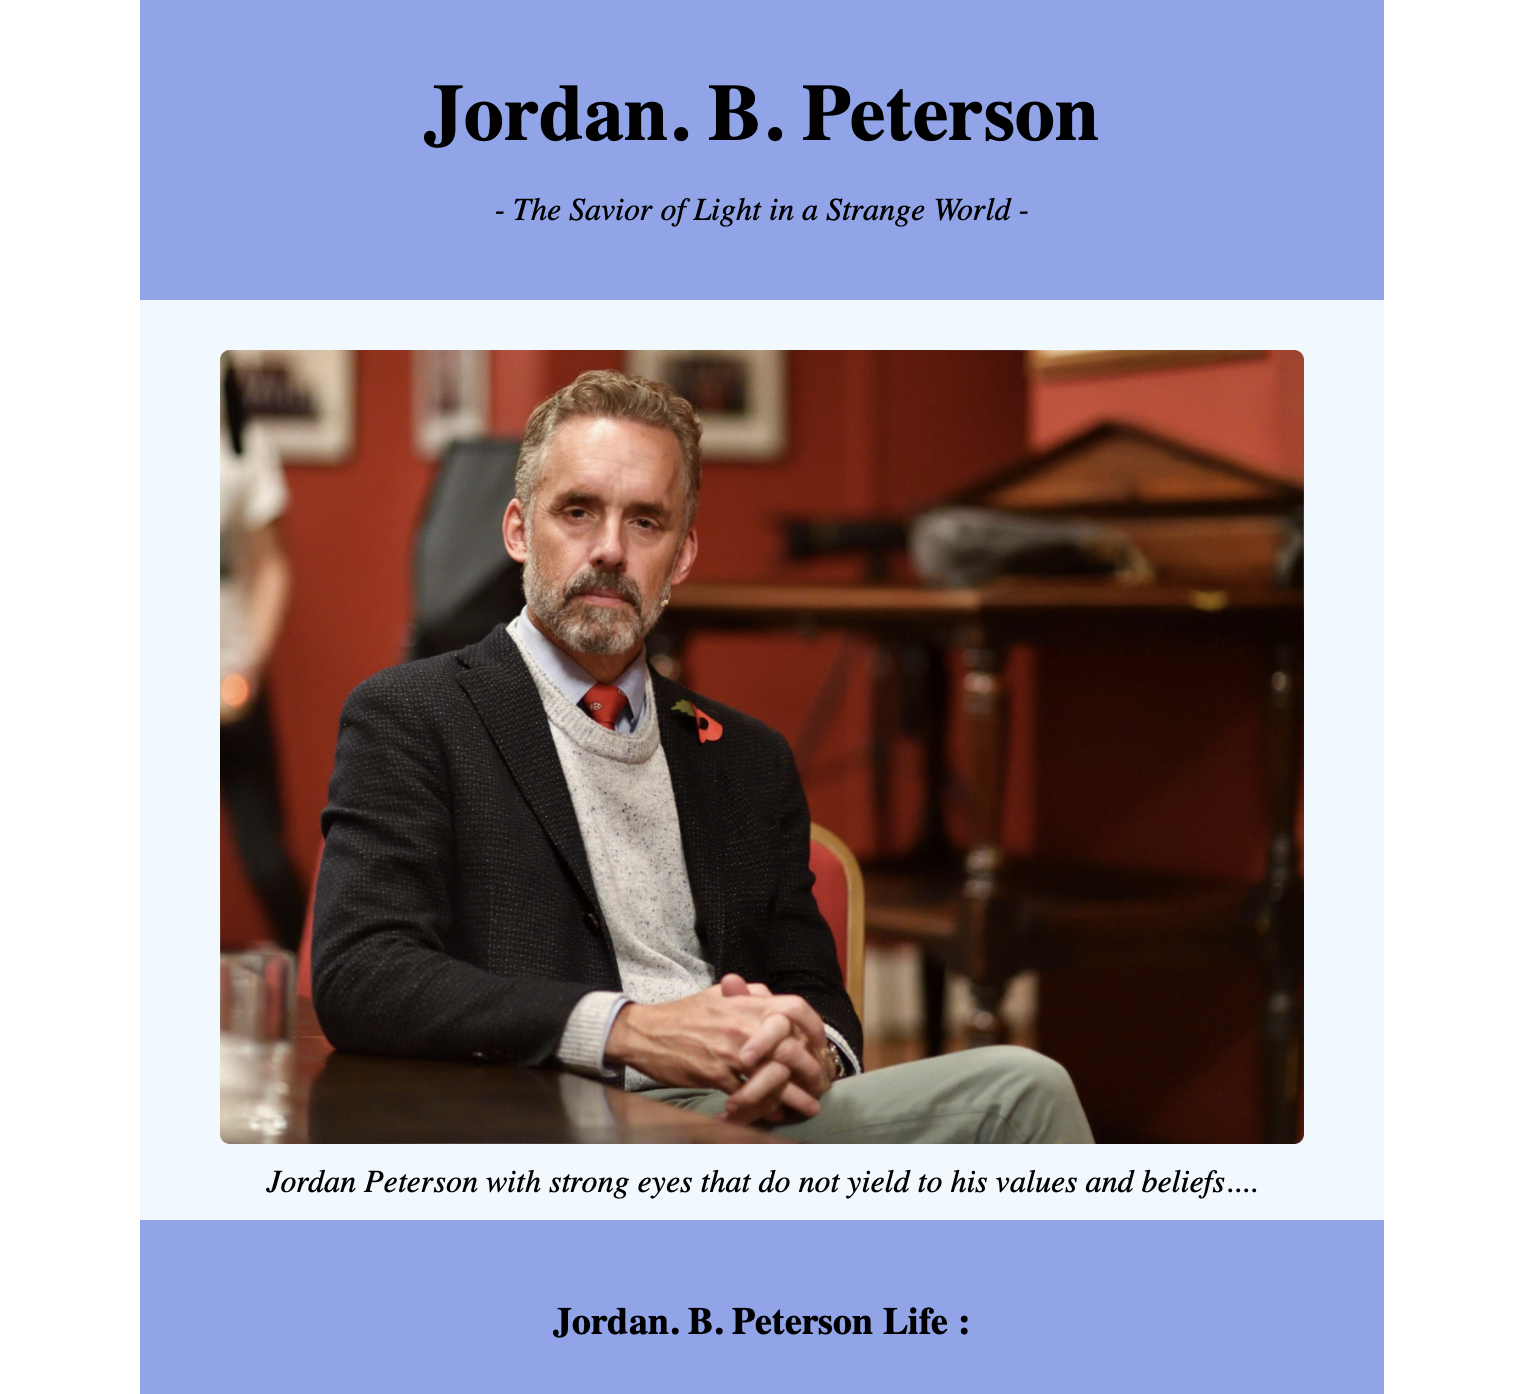 Jordan. B. Peterson
- The Savior of Light in a Strange World -
Jordan Peterson with strong eyes that do not yield to his values and beliefs....
Jordan. B. Peterson Life :